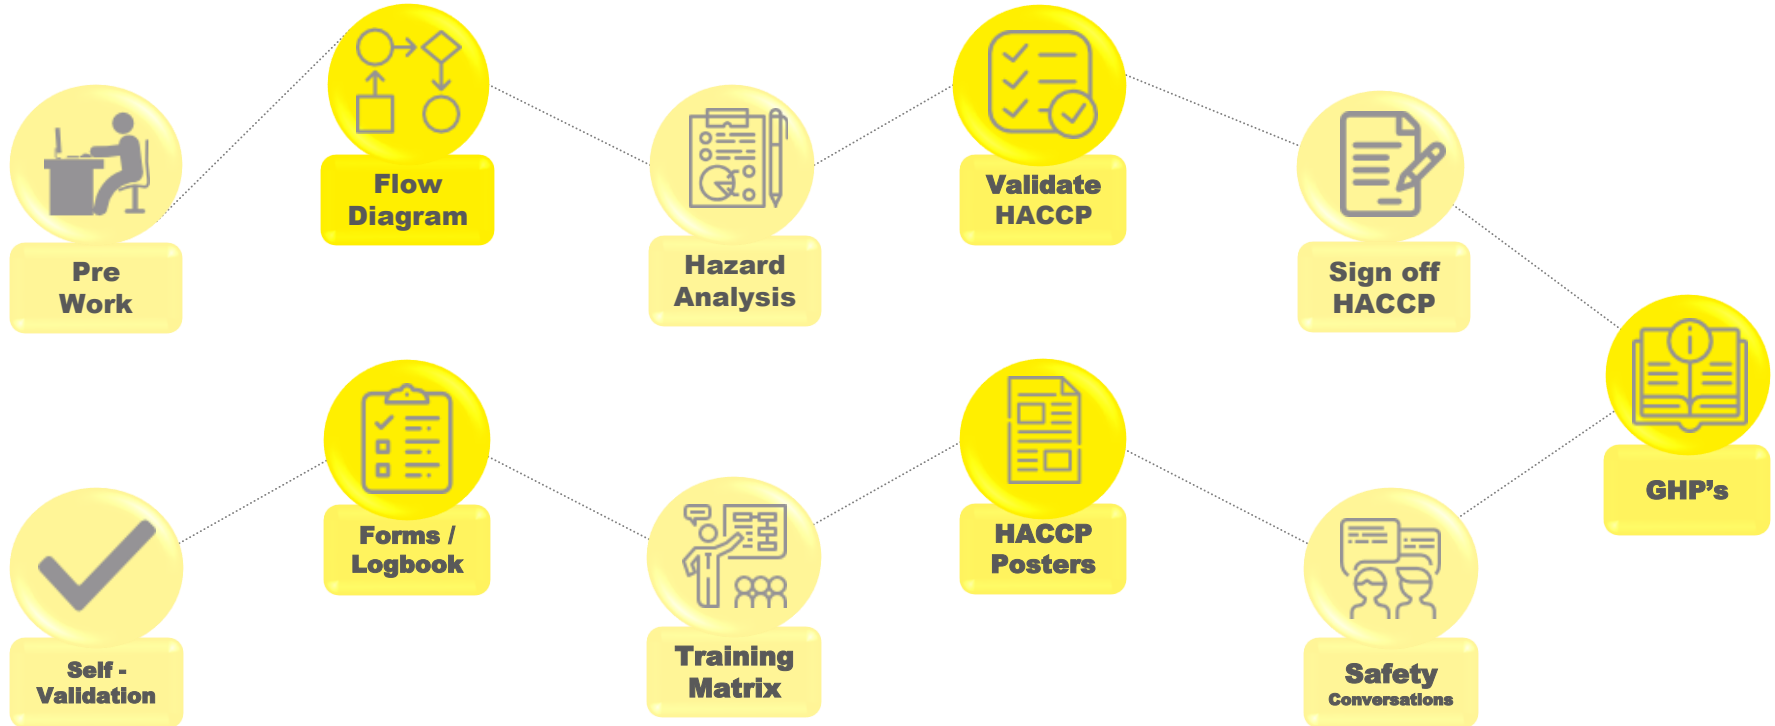 Pre
Work
Flow
Diagram
Hazard
Analysis
Validate
HACCP
Sign off
HACCP
GHP’s
Safety
Conversations
HACCP
Posters
Training
Matrix
Forms /
Logbook
Self -
Validation